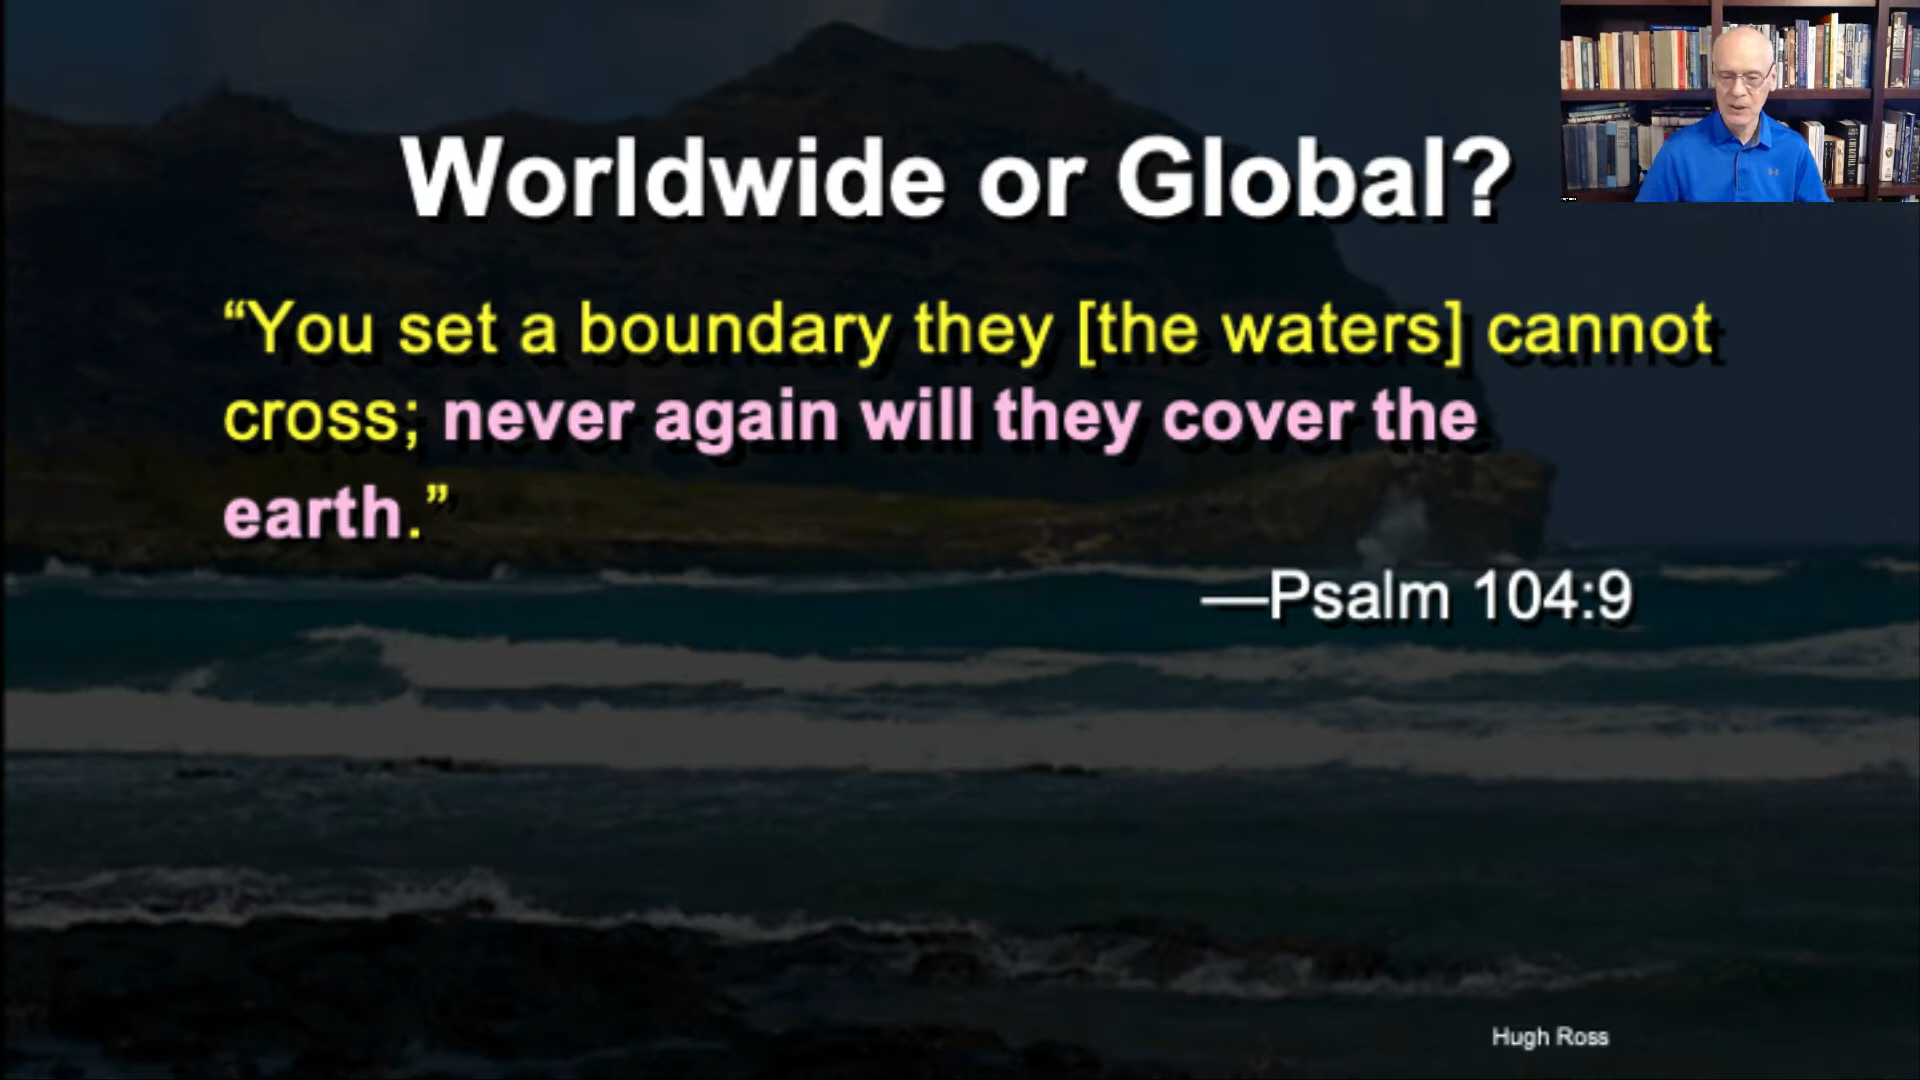 Worldwide or Global?
“You set a boundary they [the waters] cannot
cross; never again will they cover the
earth.”
—Psalm 104:9
Hugh Ross